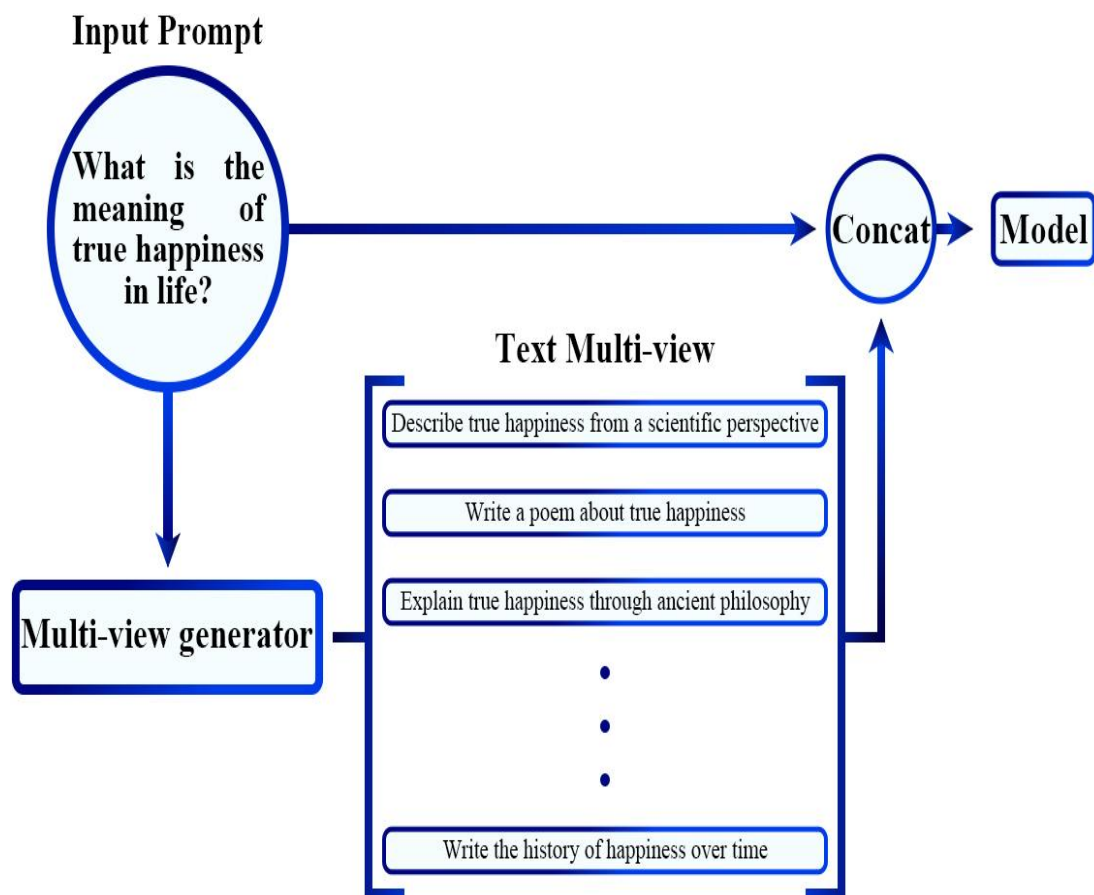 Input Prompt
What is the
meaning of
true happiness
in life?
Concat
Model
Text Multi-view
Describe true happiness from a scientific perspective
Write a poem about true happiness
Explain true happiness through ancient philosophy
Multi-view generator
Write the history of happiness over time